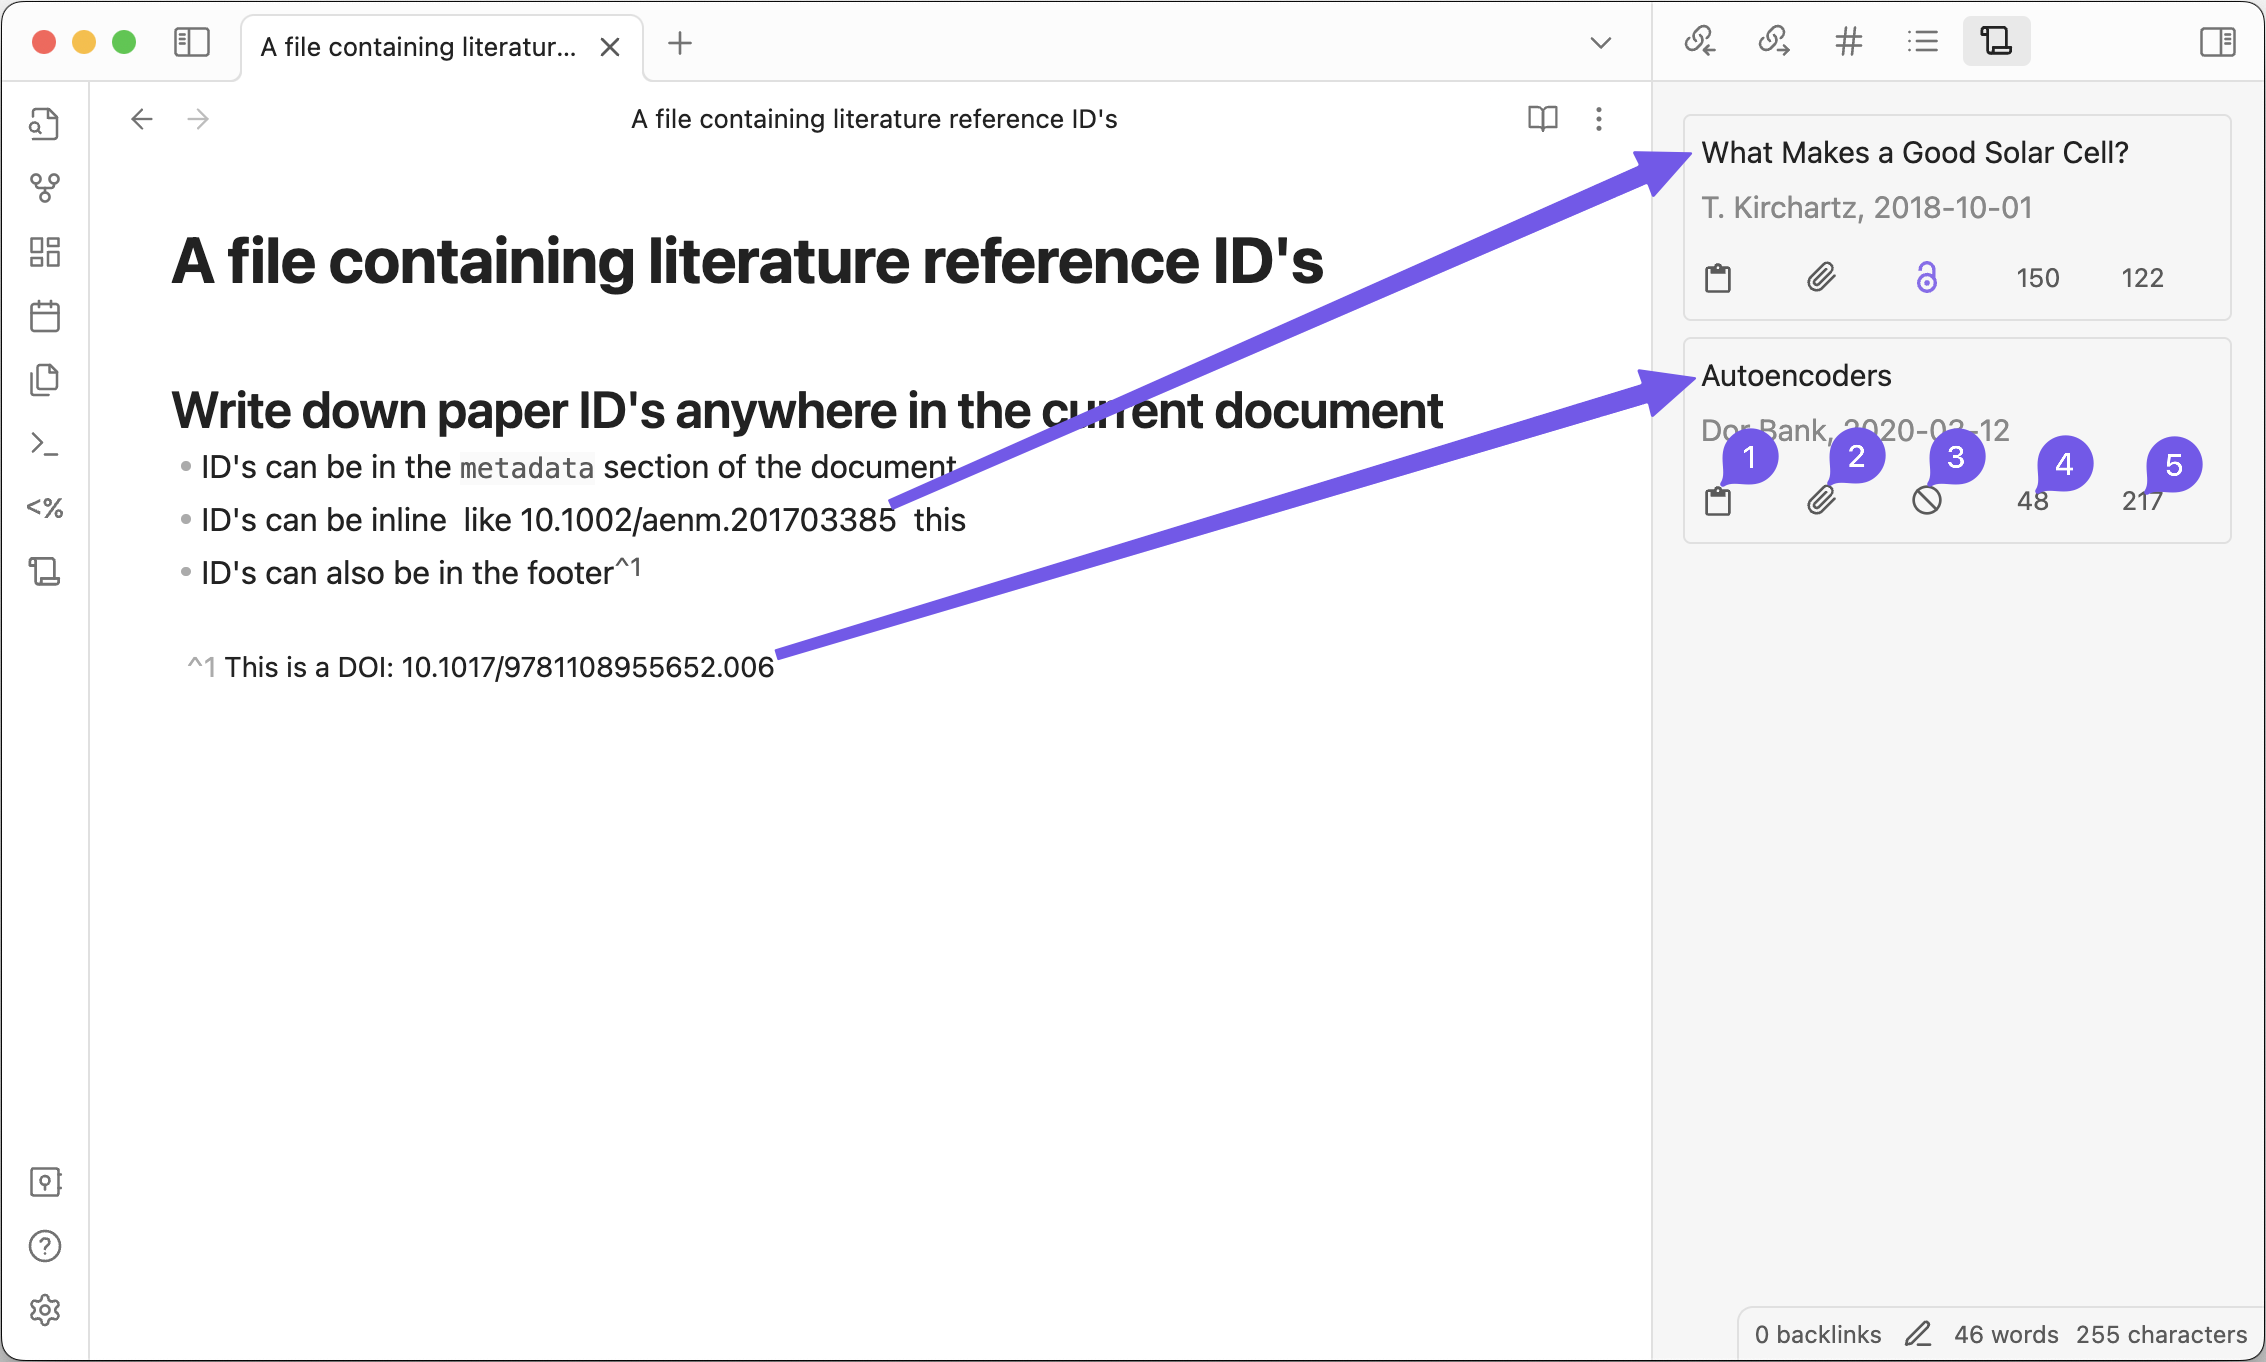 A file containing literatur...
A file containing literature reference ID's
A file containing literature reference ID's
Write down paper ID's anywhere in the current document
ID's can be in the metadata section of the document
ID's can be inline like 10.1002/aenm.201703385 this
ID's can also be in the footer^1
^1 This is a DOI: 10.1017/9781108955652.006
<%
What Makes a Good Solar Cell?
T. Kirchartz, 2018-10-01
150 122
Autoencoders
Dor Bank, 2020-03-12
1 2 3 4 5
48 217
0 backlinks 46 words 255 characters